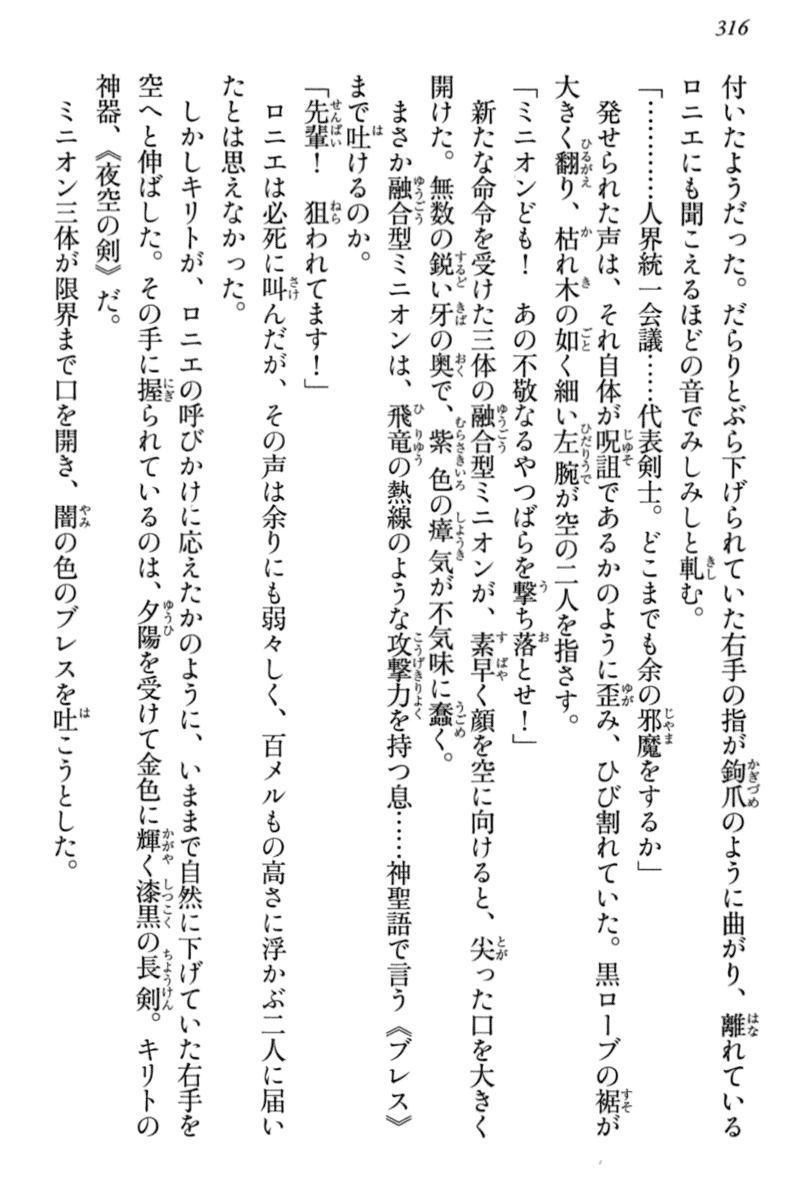 316
付いたようだった。だらりとぶら下げられていた右手の指が鉤爪のように曲がり、離れている
ロニエにも聞こえるほどの音でみしみしと軋む。
「…………人界統一会議……代表剣士。どこまでも余の邪魔をするか」
発せられた声は、それ自体が呪詛であるかのように歪み、ひび割れていた。黒ローブの裾が
大きく翻り、枯れ木の如く細い左腕が空の二人を指さす。
「ミニオンども！　あの不敬なるやつばらを撃ち落とせ！」
新たな命令を受けた三体の融合型ミニオンが、素早く顔を空に向けると、尖った口を大きく
開けた。無数の鋭い牙の奥で、紫色の瘴気が不気味に蠢く。
まさか融合型ミニオンは、飛竜の熱線のような攻撃力を持つ息……神聖語で言う《ブレス》
まで吐けるのか。
「先輩！　狙われてます！」
ロニエは必死に叫んだが、その声は余りにも弱々しく、百メルもの高さに浮かぶ二人に届い
たとは思えなかった。
しかしキリトが、ロニエの呼びかけに応えたかのように、いままで自然に下げていた右手を
空へと伸ばした。その手に握られているのは、夕陽を受けて金色に輝く漆黒の長剣。キリトの
神器、《夜空の剣》だ。
ミニオン三体が限界まで口を開き、闇の色のブレスを吐こうとした。